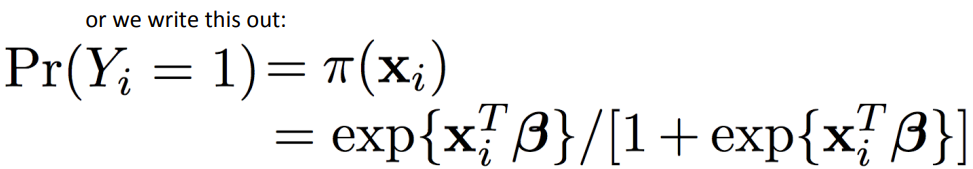 or we write this out:
Pr(Y_i = 1) = π(𝐱_i)
= exp{𝐱_i^T 𝜷}/[1 + exp{𝐱_i^T 𝜷}]